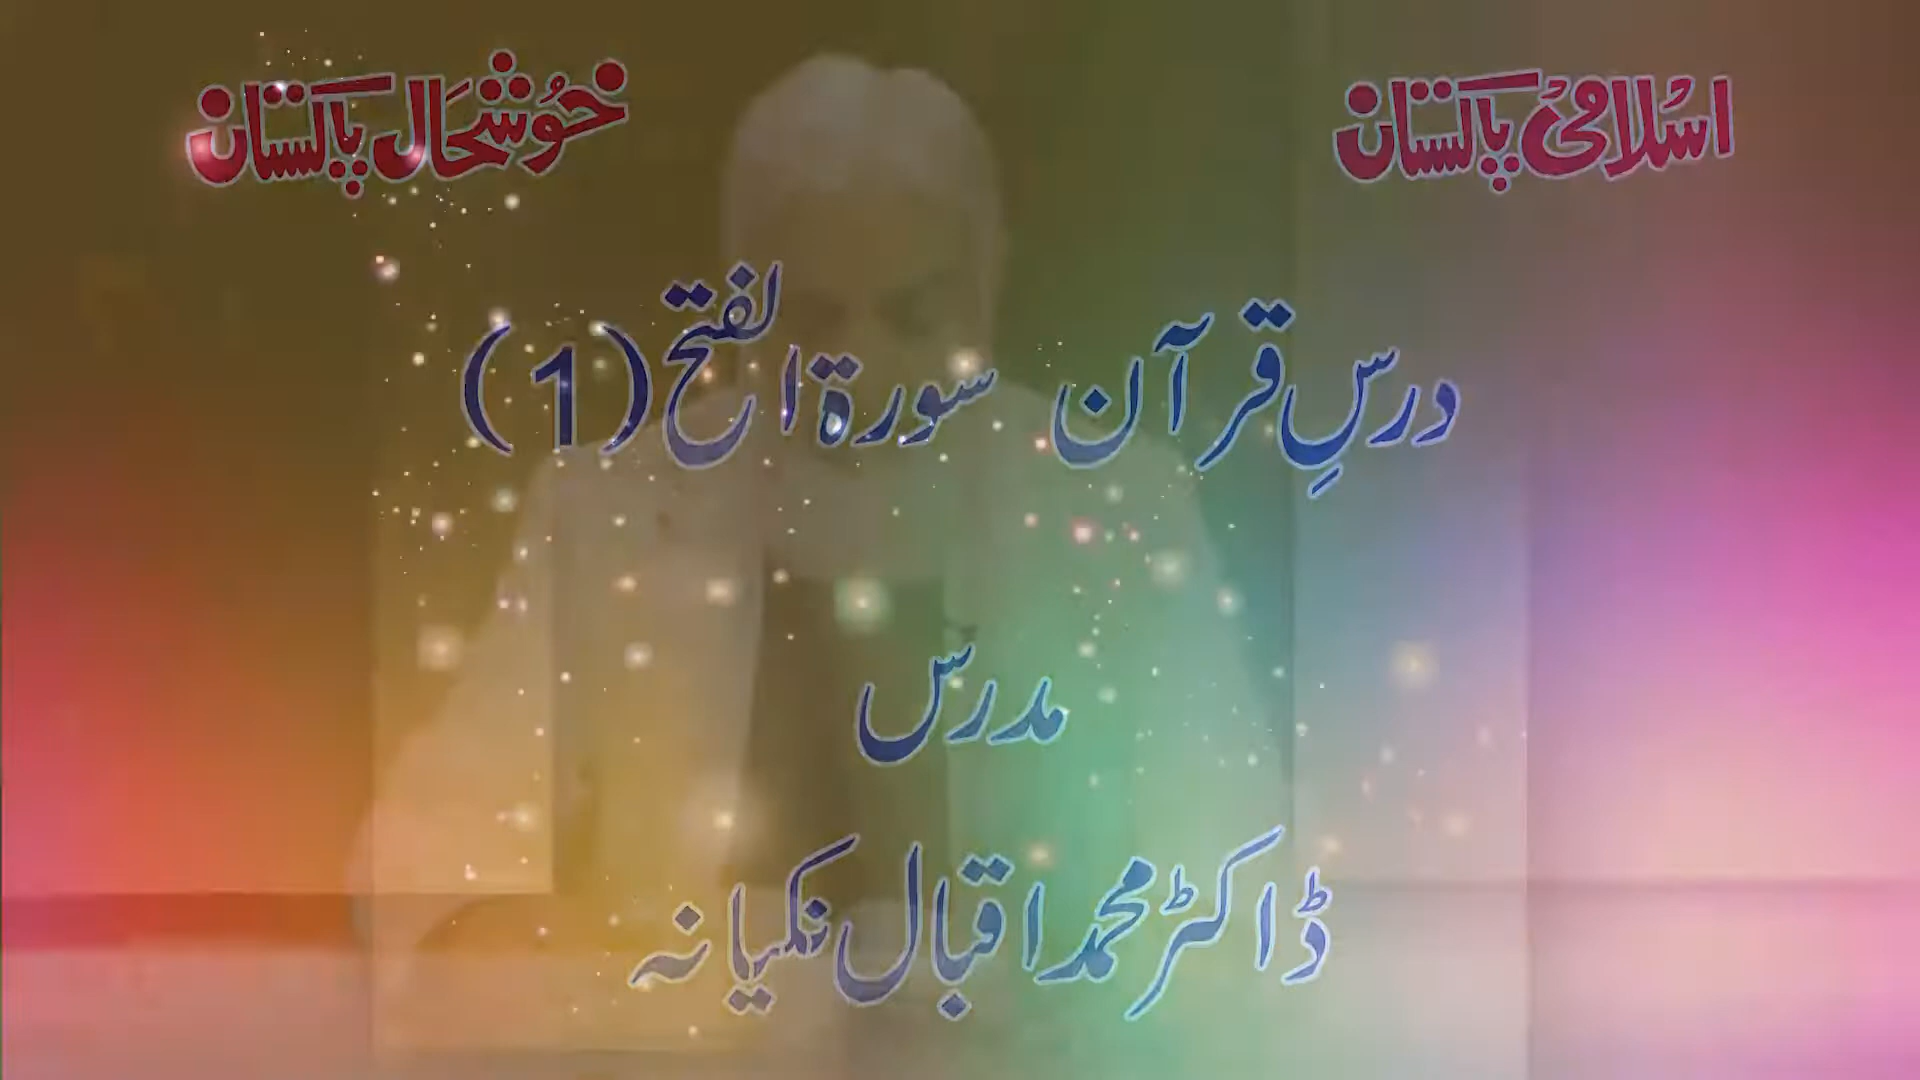 اسلامی پاکستان خوشحال پاکستان
درسِ قرآن سورۃ الفتح (1)
مدرس
ڈاکٹر محمد اقبال نکیانہ